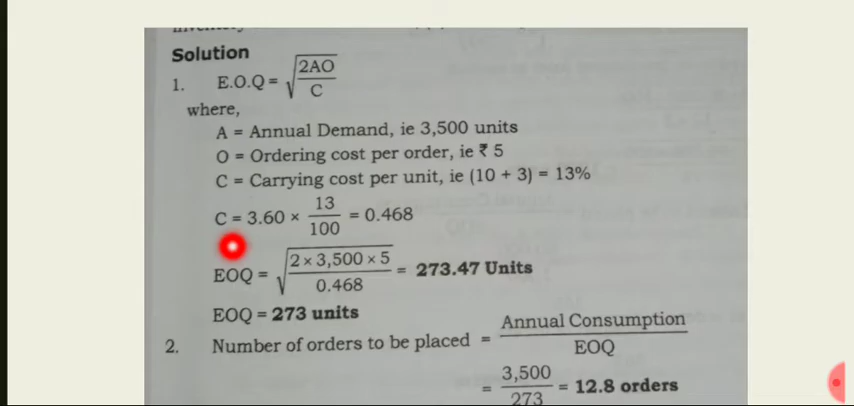 Solution
1. E.O.Q = √(2AO / C)
where,
A = Annual Demand, ie 3,500 units
O = Ordering cost per order, ie ₹ 5
C = Carrying cost per unit, ie (10 + 3) = 13%
C = 3.60 × 13/100 = 0.468
EOQ = √(2 × 3,500 × 5 / 0.468) = 273.47 Units
EOQ = 273 units
2. Number of orders to be placed = Annual Consumption / EOQ
= 3,500 / 273 = 12.8 orders